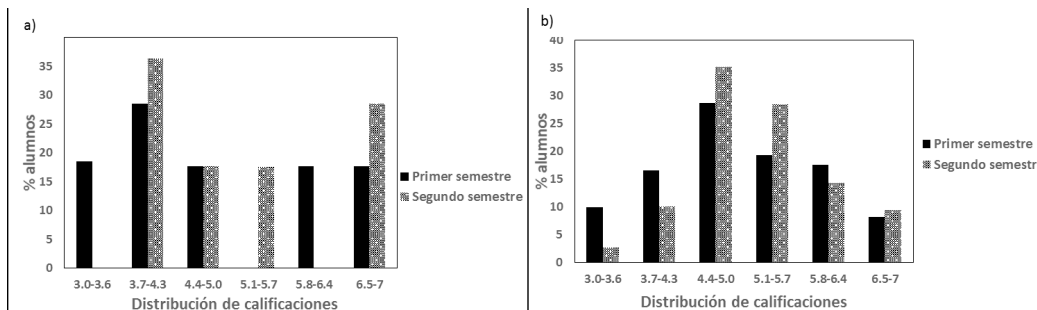 a)
% alumnos
35
30
25
20
15
10
5
0
3.0-3.6 3.7-4.3 4.4-5.0 5.1-5.7 5.8-6.4 6.5-7
Distribución de calificaciones
Primer semestre
Segundo semestre
b)
% alumnos
40
35
30
25
20
15
10
5
0
3.0-3.6 3.7-4.3 4.4-5.0 5.1-5.7 5.8-6.4 6.5-7
Distribución de calificaciones
Primer semestre
Segundo semestr